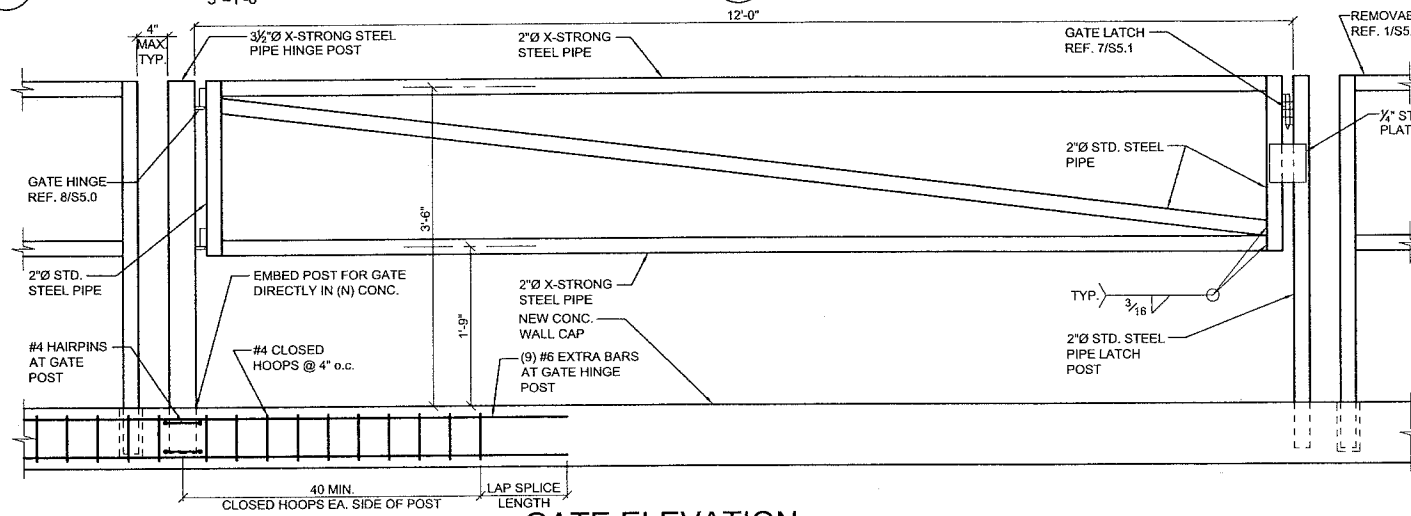 3'-1'-0"
12'-0"
4"
MAX.
TYP.
3½"Ø X-STRONG STEEL
PIPE HINGE POST
2"Ø X-STRONG
STEEL PIPE
GATE LATCH
REF. 7/S5.1
REF. 1/S5.
2"Ø STD. STEEL
PIPE
GATE HINGE
REF. 8/S5.0
3'-6"
2"Ø STD.
STEEL PIPE
EMBED POST FOR GATE
DIRECTLY IN (N) CONC.
2"Ø X-STRONG
STEEL PIPE
NEW CONC.
WALL CAP
1'-9"
TYP.
3/16
2"Ø STD. STEEL
PIPE LATCH
POST
#4 HAIRPINS
AT GATE
POST
#4 CLOSED
HOOPS @ 4" o.c.
(9) #6 EXTRA BARS
AT GATE HINGE
POST
40 MIN.
CLOSED HOOPS EA. SIDE OF POST
LAP SPLICE
LENGTH
GATE ELEVATION